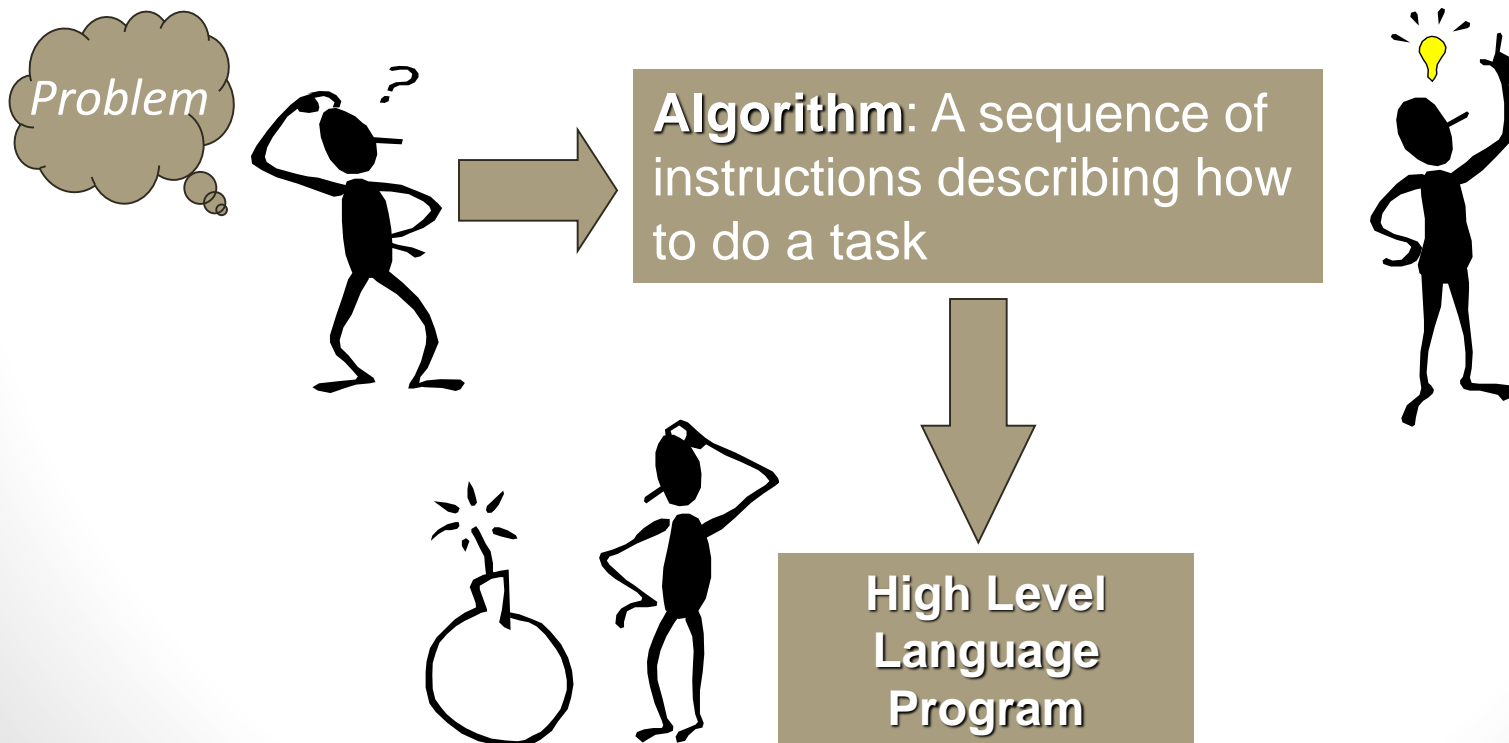 Problem
?
Algorithm: A sequence of
instructions describing how
to do a task
High Level
Language
Program